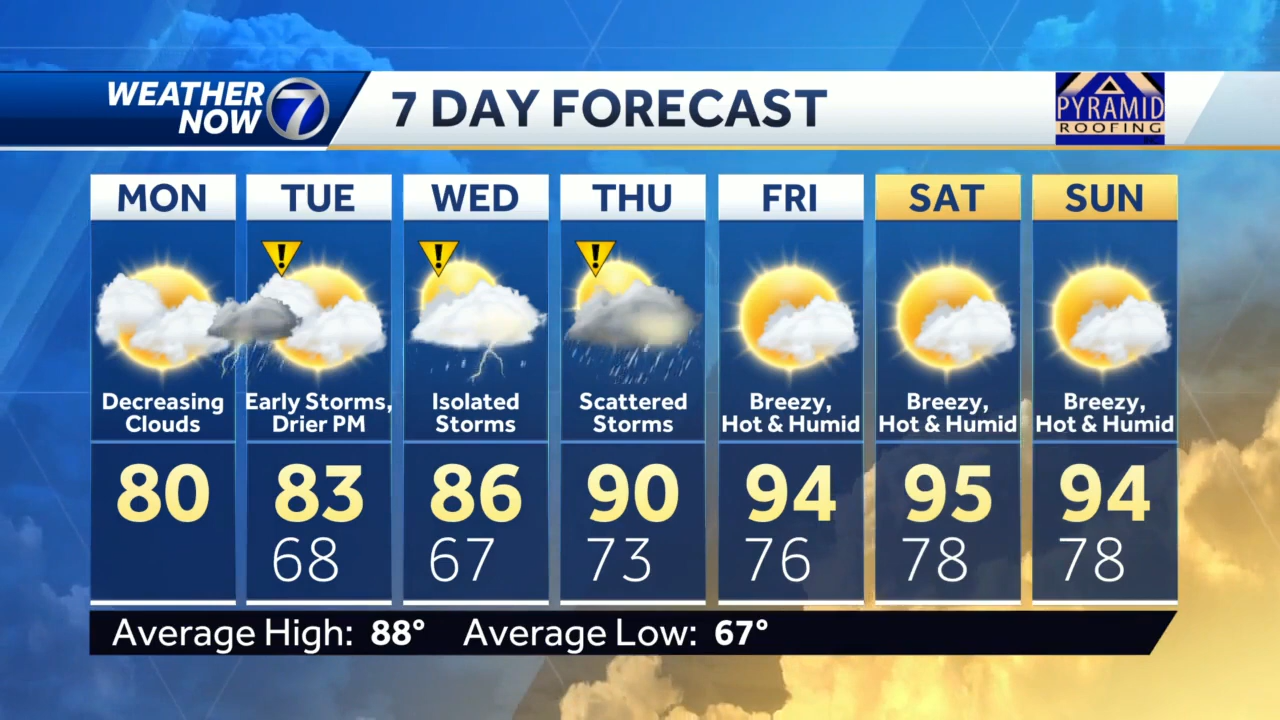 WEATHER
NOW
7
7 DAY FORECAST
PYRAMID
ROOFING
INC.
MON TUE WED THU FRI SAT SUN
! ! !
Decreasing Early Storms, Isolated Scattered Breezy, Breezy, Breezy,
Clouds Drier PM Storms Storms Hot & Humid Hot & Humid Hot & Humid
80 83 86 90 94 95 94
68 67 73 76 78 78
Average High: 88° Average Low: 67°